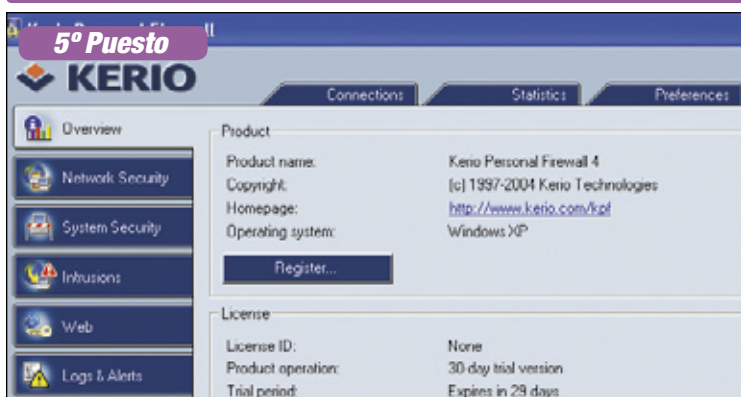 5º Puesto
KERIO
Connections
Statistics
Preferences
Overview
Network Security
System Security
Intrusions
Web
Logs & Alerts
Product
Product name: Kerio Personal Firewall 4
Copyright: (c) 1997-2004 Kerio Technologies
Homepage: http://www.kerio.com/kpf
Operating system: Windows XP
Register...
License
License ID: None
Product operation: 30-day trial version
Trial period: Expires in 29 days